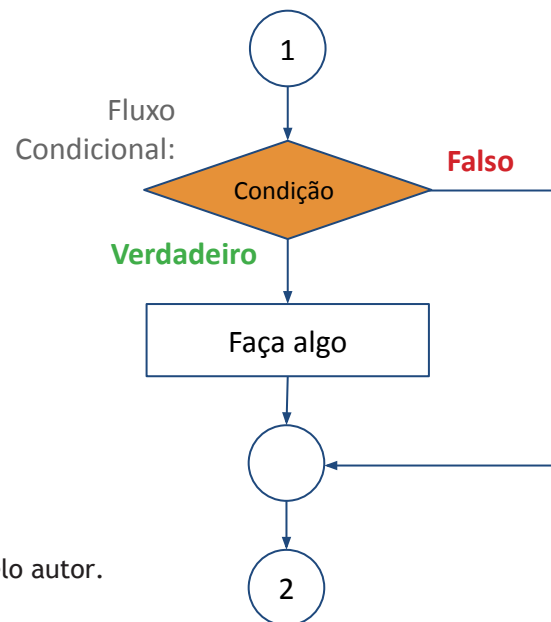 1
Fluxo
Condicional:
Condição
Falso
Verdadeiro
Faça algo
lo autor.
2